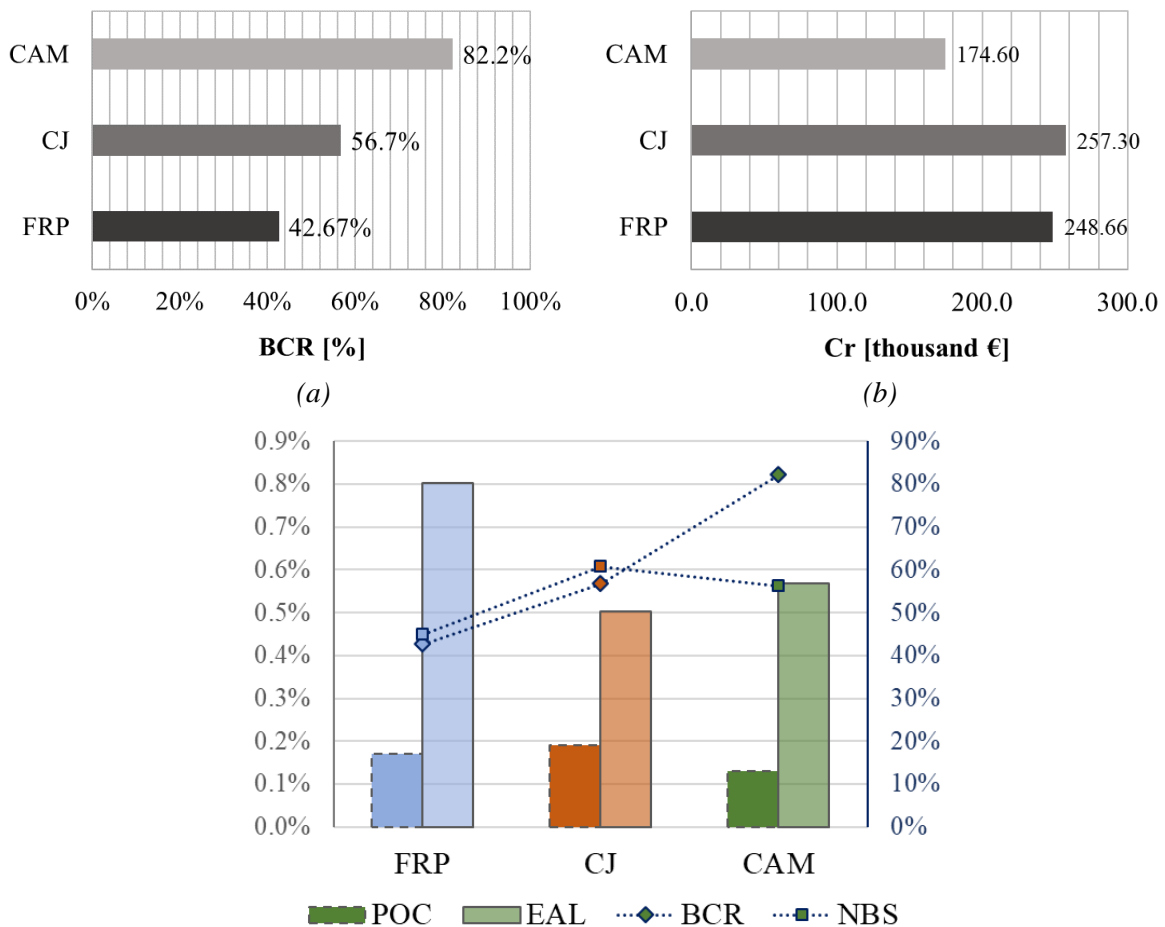 CAM
82.2%
CJ
56.7%
FRP
42.67%
0% 20% 40% 60% 80% 100%
BCR [%]
(a)
CAM
174.60
CJ
257.30
FRP
248.66
0.0 100.0 200.0 300.0
Cr [thousand €]
(b)
0.9% 90%
0.8% 80%
0.7% 70%
0.6% 60%
0.5% 50%
0.4% 40%
0.3% 30%
0.2% 20%
0.1% 10%
0.0% 0%
FRP CJ CAM
POC EAL BCR NBS